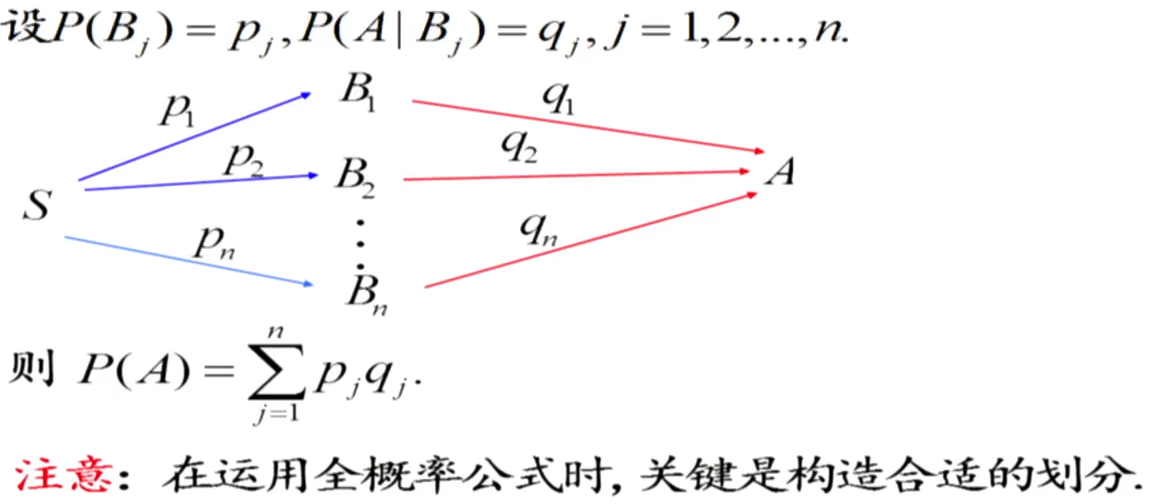 设P(B_j) = p_j, P(A | B_j) = q_j, j = 1,2,...,n.
B_1
q_1
p_1
q_2
p_2
B_2
A
S
⋮
q_n
p_n
B_n
则 P(A) = \sum_{j=1}^{n} p_j q_j.
注意：在运用全概率公式时, 关键是构造合适的划分.